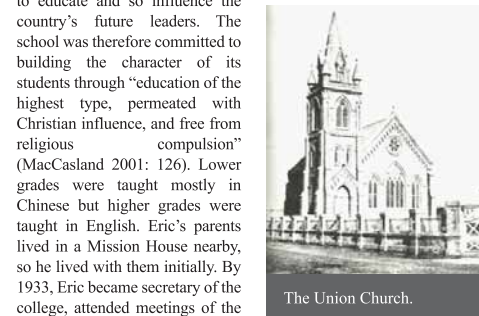 to educate and so influence the
country's future leaders. The
school was therefore committed to
building the character of its
students through “education of the
highest type, permeated with
Christian influence, and free from
religious compulsion”
(MacCasland 2001: 126). Lower
grades were taught mostly in
Chinese but higher grades were
taught in English. Eric's parents
lived in a Mission House nearby,
so he lived with them initially. By
1933, Eric became secretary of the
college, attended meetings of the
The Union Church.